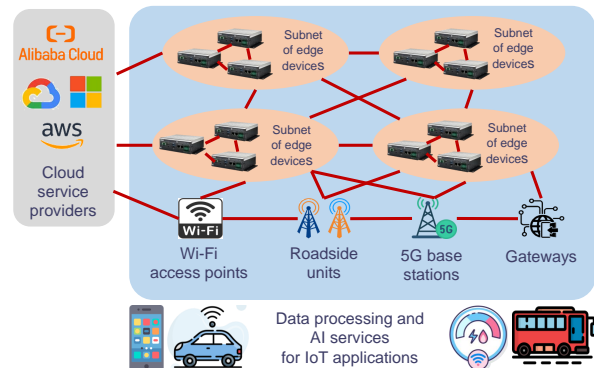 Alibaba Cloud
aws
Cloud
service
providers
Subnet
of edge
devices
Subnet
of edge
devices
Subnet
of edge
devices
Subnet
of edge
devices
Wi-Fi
5G
Wi-Fi
access points
Roadside
units
5G base
stations
Gateways
Data processing and
AI services
for IoT applications